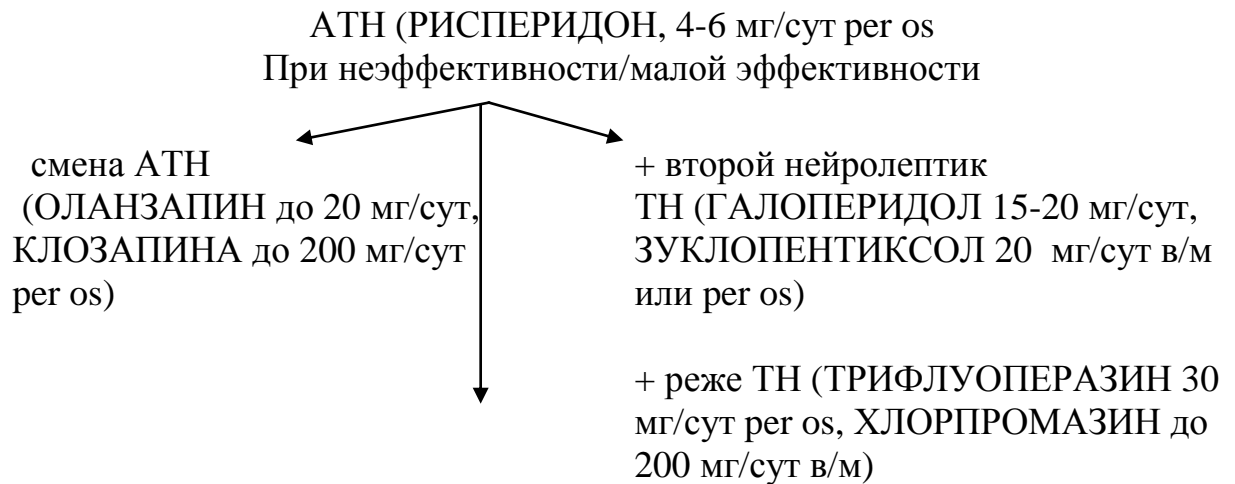 АТН (РИСПЕРИДОН, 4-6 мг/сут per os
При неэффективности/малой эффективности
смена АТН
(ОЛАНЗАПИН до 20 мг/сут,
КЛОЗАПИНА до 200 мг/сут
per os)
+ второй нейролептик
ТН (ГАЛОПЕРИДОЛ 15-20 мг/сут,
ЗУКЛОПЕНТИКСОЛ 20 мг/сут в/м
или per os)
+ реже ТН (ТРИФЛУОПЕРАЗИН 30
мг/сут per os, ХЛОРПРОМАЗИН до
200 мг/сут в/м)